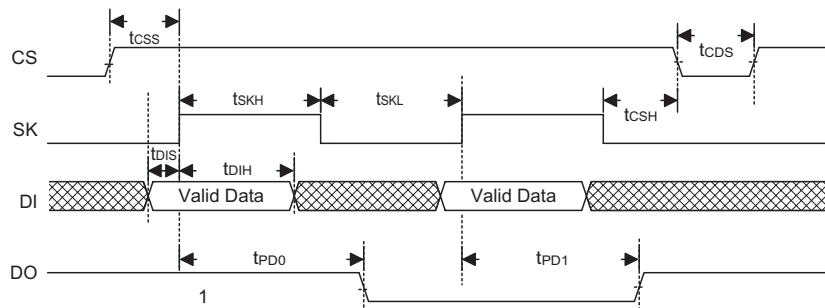 tCSS
tCDS
CS
tSKH
tSKL
tCSH
SK
tDIS
tDIH
DI
Valid Data
Valid Data
tPD0
tPD1
DO
1